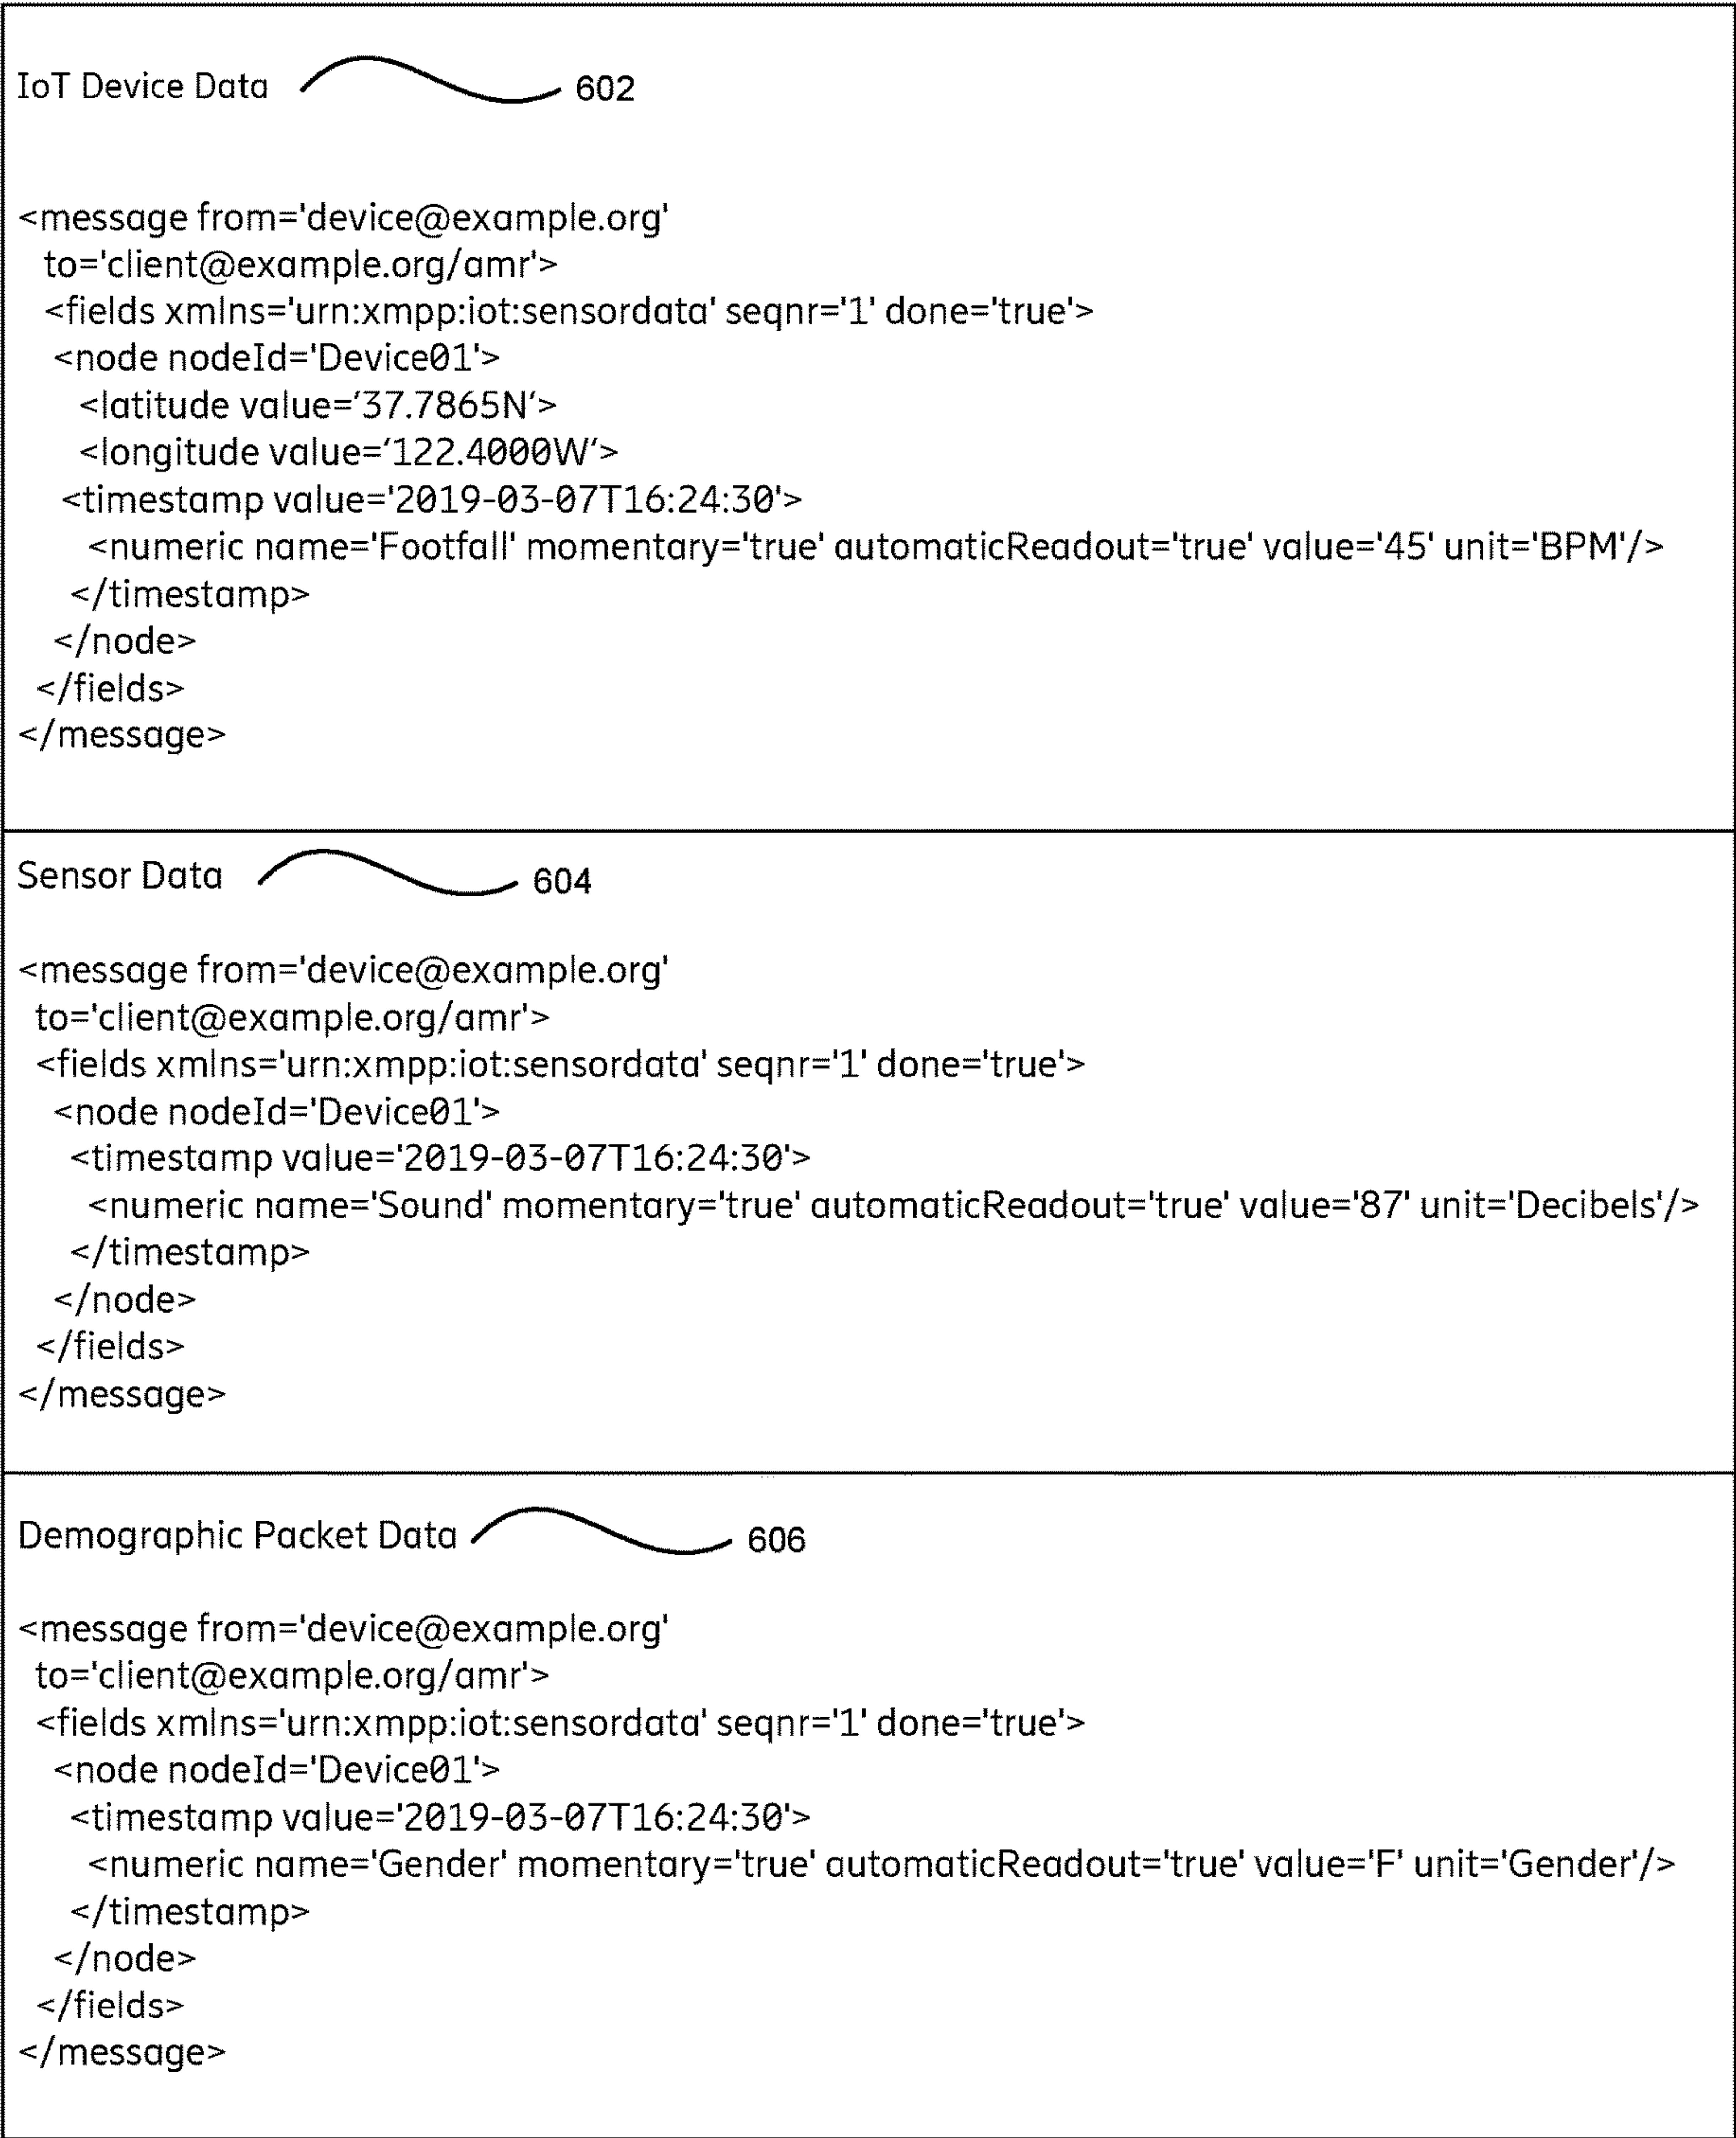 IoT Device Data 602
<message from='device@example.org'
to='client@example.org/amr'>
<fields xmlns='urn:xmpp:iot:sensordata' seqnr='1' done='true'>
<node nodeId='Device01'>
<latitude value=‘37.7865N’>
<longitude value=‘122.4000W’>
<timestamp value='2019-03-07T16:24:30'>
<numeric name='Footfall' momentary='true' automaticReadout='true' value='45' unit='BPM'/>
</timestamp>
</node>
</fields>
</message>
Sensor Data 604
<message from='device@example.org'
to='client@example.org/amr'>
<fields xmlns='urn:xmpp:iot:sensordata' seqnr='1' done='true'>
<node nodeId='Device01'>
<timestamp value='2019-03-07T16:24:30'>
<numeric name='Sound' momentary='true' automaticReadout='true' value='87' unit='Decibels'/>
</timestamp>
</node>
</fields>
</message>
Demographic Packet Data 606
<message from='device@example.org'
to='client@example.org/amr'>
<fields xmlns='urn:xmpp:iot:sensordata' seqnr='1' done='true'>
<node nodeId='Device01'>
<timestamp value='2019-03-07T16:24:30'>
<numeric name='Gender' momentary='true' automaticReadout='true' value='F' unit='Gender'/>
</timestamp>
</node>
</fields>
</message>